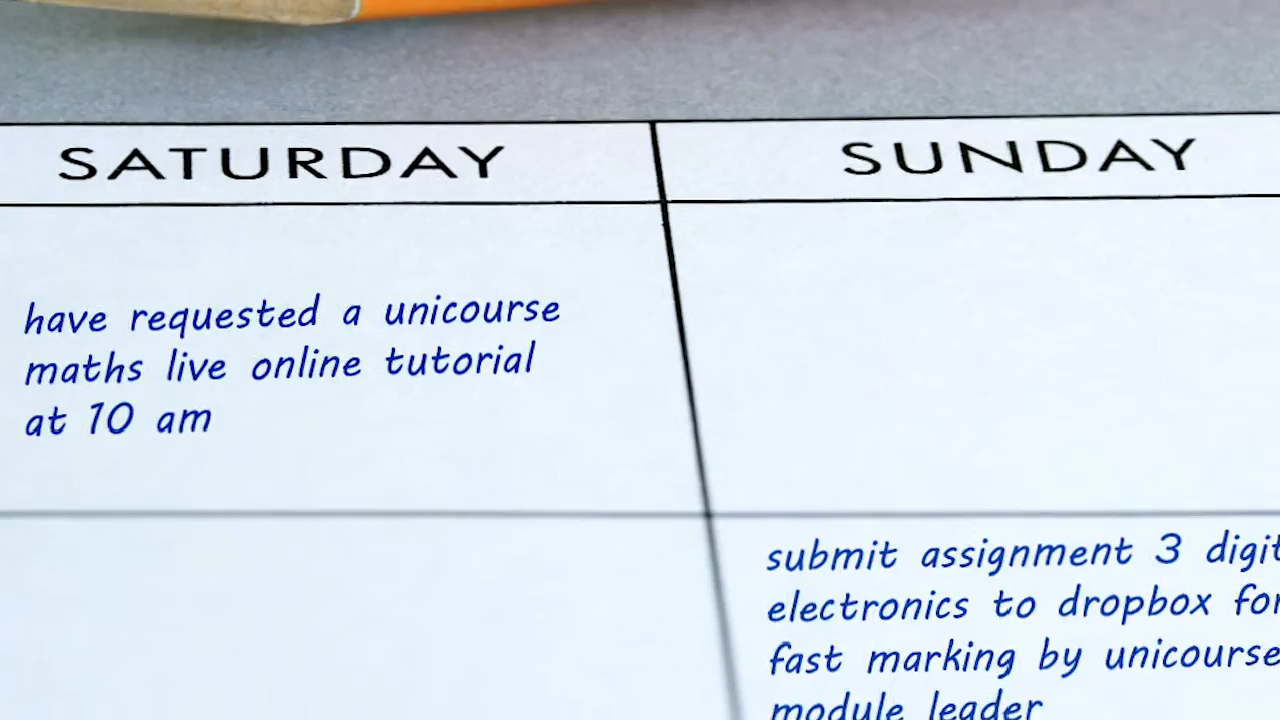 SATURDAY
SUNDAY
have requested a unicourse
maths live online tutorial
at 10 am
submit assignment 3
electronics to dropbox for
fast marking by unicourse
module leader